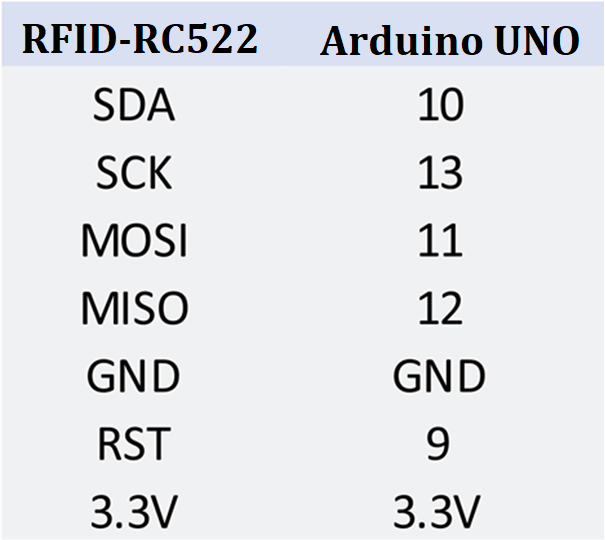 RFID-RC522 Arduino UNO
SDA 10
SCK 13
MOSI 11
MISO 12
GND GND
RST 9
3.3V 3.3V